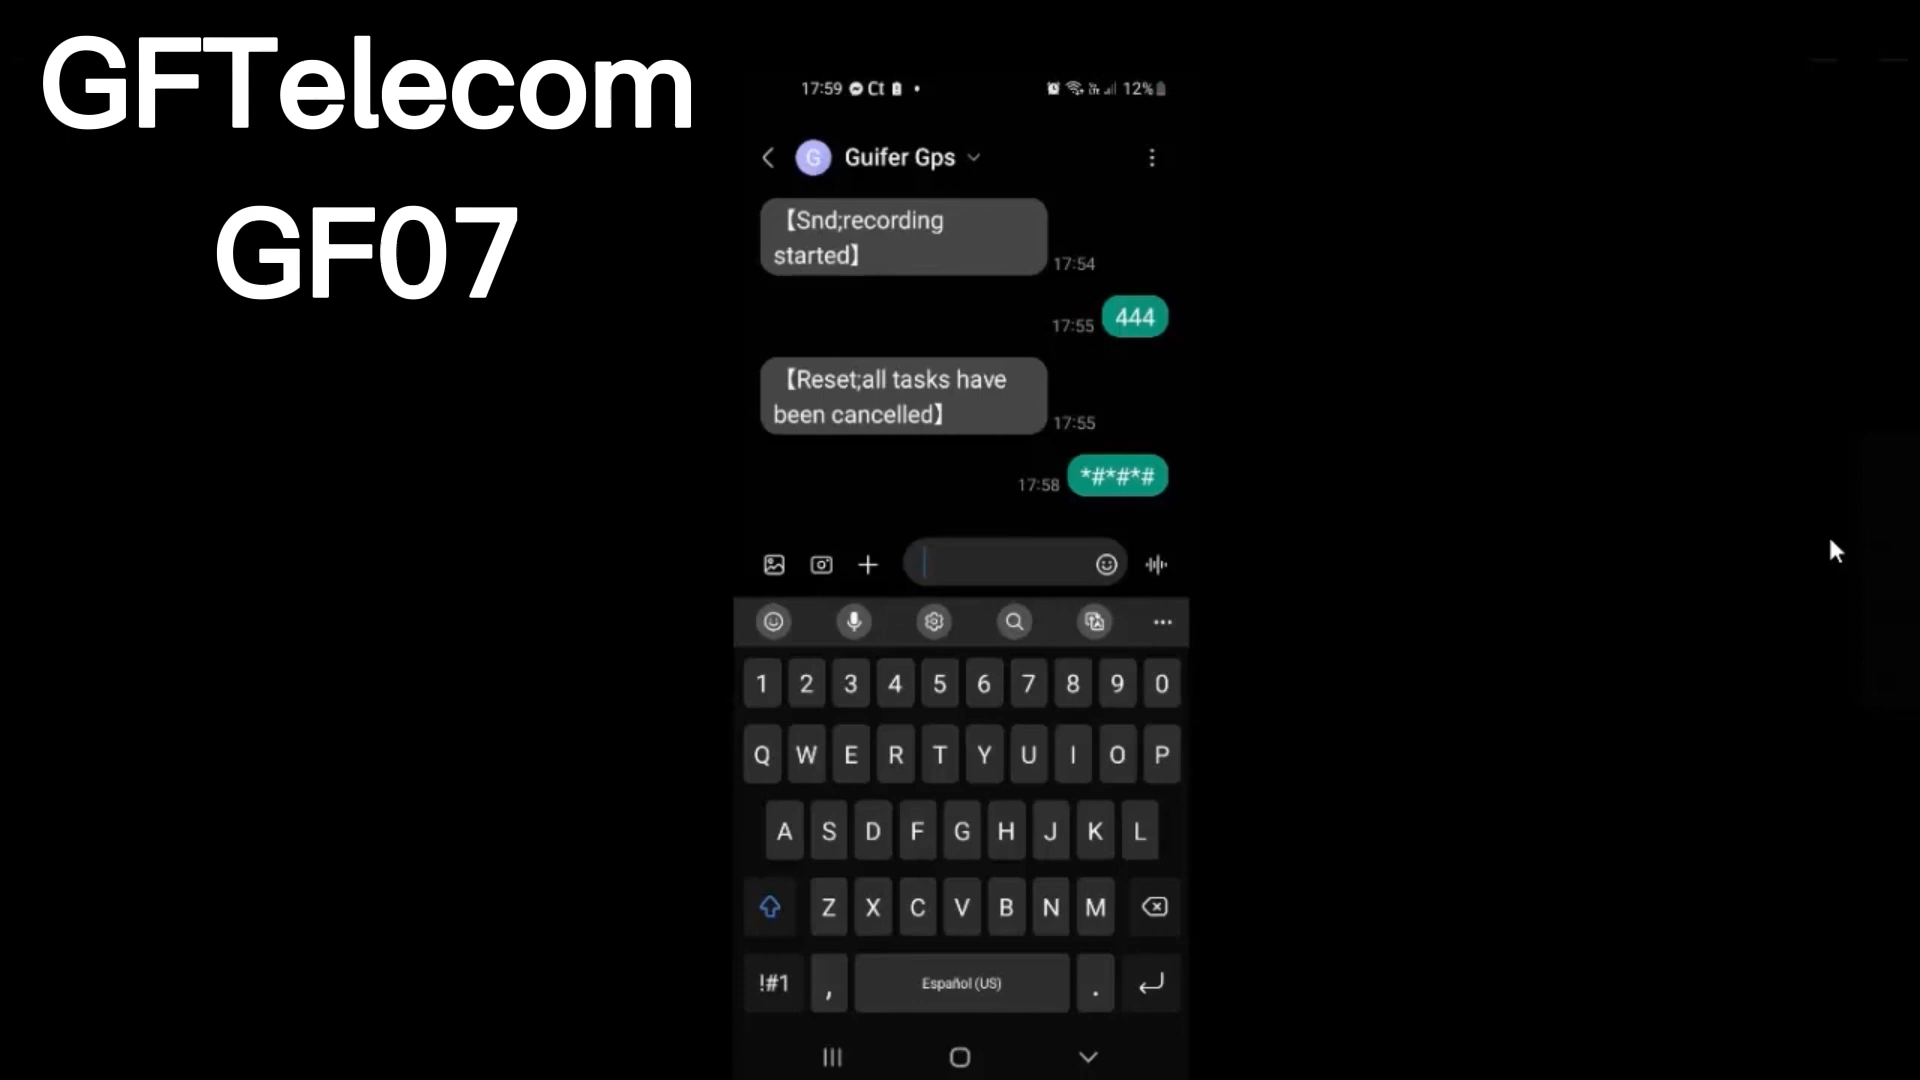 GFTelecom
GF07
17:59 Ct 12%
G Guifer Gps
【Snd;recording
started】
17:54
17:55 444
【Reset;all tasks have
been cancelled】
17:55
17:58 *#*#*#
1 2 3 4 5 6 7 8 9 0
Q W E R T Y U I O P
A S D F G H J K L
Z X C V B N M
!#1 , Español (US) .